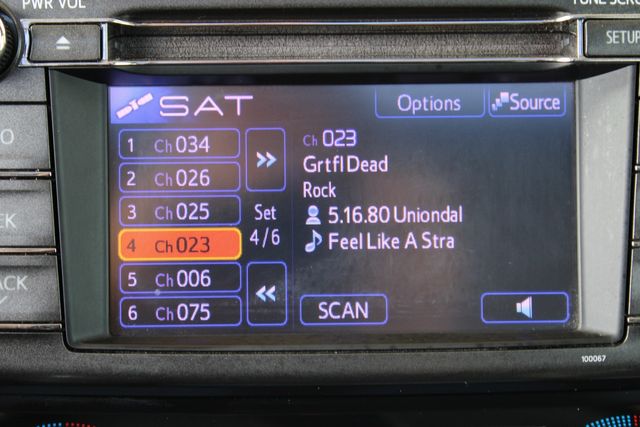 PWR VOL
TUNE SCRO
SETUP
SAT
Options
Source
1 Ch 034
2 Ch 026
3 Ch 025
4 Ch 023
5 Ch 006
6 Ch 075
Set
4/6
Ch 023
Grtfl Dead
Rock
5.16.80 Uniondal
Feel Like A Stra
SCAN
100067